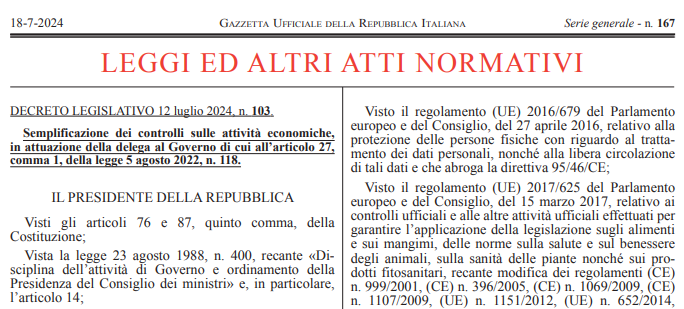 18-7-2024 GAZZETTA UFFICIALE DELLA REPUBBLICA ITALIANA Serie generale - n. 167
LEGGI ED ALTRI ATTI NORMATIVI
DECRETO LEGISLATIVO 12 luglio 2024, n. 103.
Semplificazione dei controlli sulle attività economiche,
in attuazione della delega al Governo di cui all'articolo 27,
comma 1, della legge 5 agosto 2022, n. 118.
IL PRESIDENTE DELLA REPUBBLICA
Visti gli articoli 76 e 87, quinto comma, della
Costituzione;
Vista la legge 23 agosto 1988, n. 400, recante «Di-
sciplina dell'attività di Governo e ordinamento della
Presidenza del Consiglio dei ministri» e, in particolare,
l'articolo 14;
Visto il regolamento (UE) 2016/679 del Parlamento
europeo e del Consiglio, del 27 aprile 2016, relativo alla
protezione delle persone fisiche con riguardo al tratta-
mento dei dati personali, nonché alla libera circolazione
di tali dati e che abroga la direttiva 95/46/CE;
Visto il regolamento (UE) 2017/625 del Parlamento
europeo e del Consiglio, del 15 marzo 2017, relativo ai
controlli ufficiali e alle altre attività ufficiali effettuati per
garantire l'applicazione della legislazione sugli alimenti
e sui mangimi, delle norme sulla salute e sul benessere
degli animali, sulla sanità delle piante nonché sui pro-
dotti fitosanitari, recante modifica dei regolamenti (CE)
n. 999/2001, (CE) n. 396/2005, (CE) n. 1069/2009, (CE)
n. 1107/2009, (UE) n. 1151/2012, (UE) n. 652/2014,